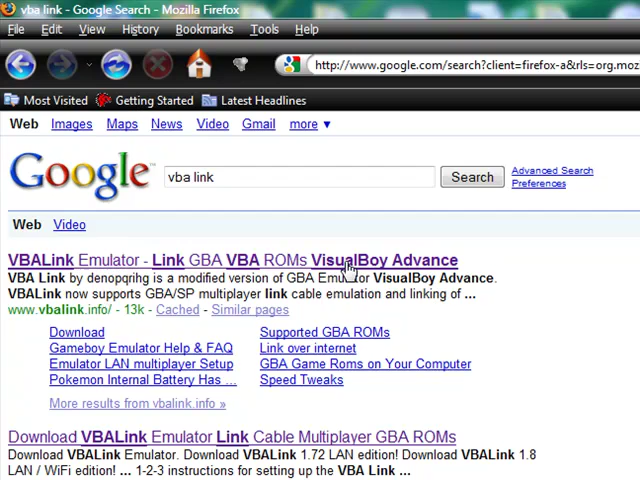 vba link - Google Search - Mozilla Firefox
File Edit View History Bookmarks Tools Help
http://www.google.com/search?client=firefox-a&rls=org.moz
Most Visited Getting Started Latest Headlines
Web Images Maps News Video Gmail more ▼
Google™ vba link Search Advanced Search
Preferences
Web Video
VBALink Emulator - Link GBA VBA ROMs VisualBoy Advance
VBA Link by denopqrihg is a modified version of GBA Emulator VisualBoy Advance.
VBALink now supports GBA/SP multiplayer link cable emulation and linking of ...
www.vbalink.info/ - 13k - Cached - Similar pages
Download Supported GBA ROMs
Gameboy Emulator Help & FAQ Link over internet
Emulator LAN multiplayer Setup GBA Game Roms on Your Computer
Pokemon Internal Battery Has ... Speed Tweaks
More results from vbalink.info »
Download VBALink Emulator Link Cable Multiplayer GBA ROMs
Download VBALink Emulator. Download VBALink 1.72 LAN edition! Download VBALink 1.8
LAN / WiFi edition! ... 1-2-3 instructions for setting up the VBA Link ...